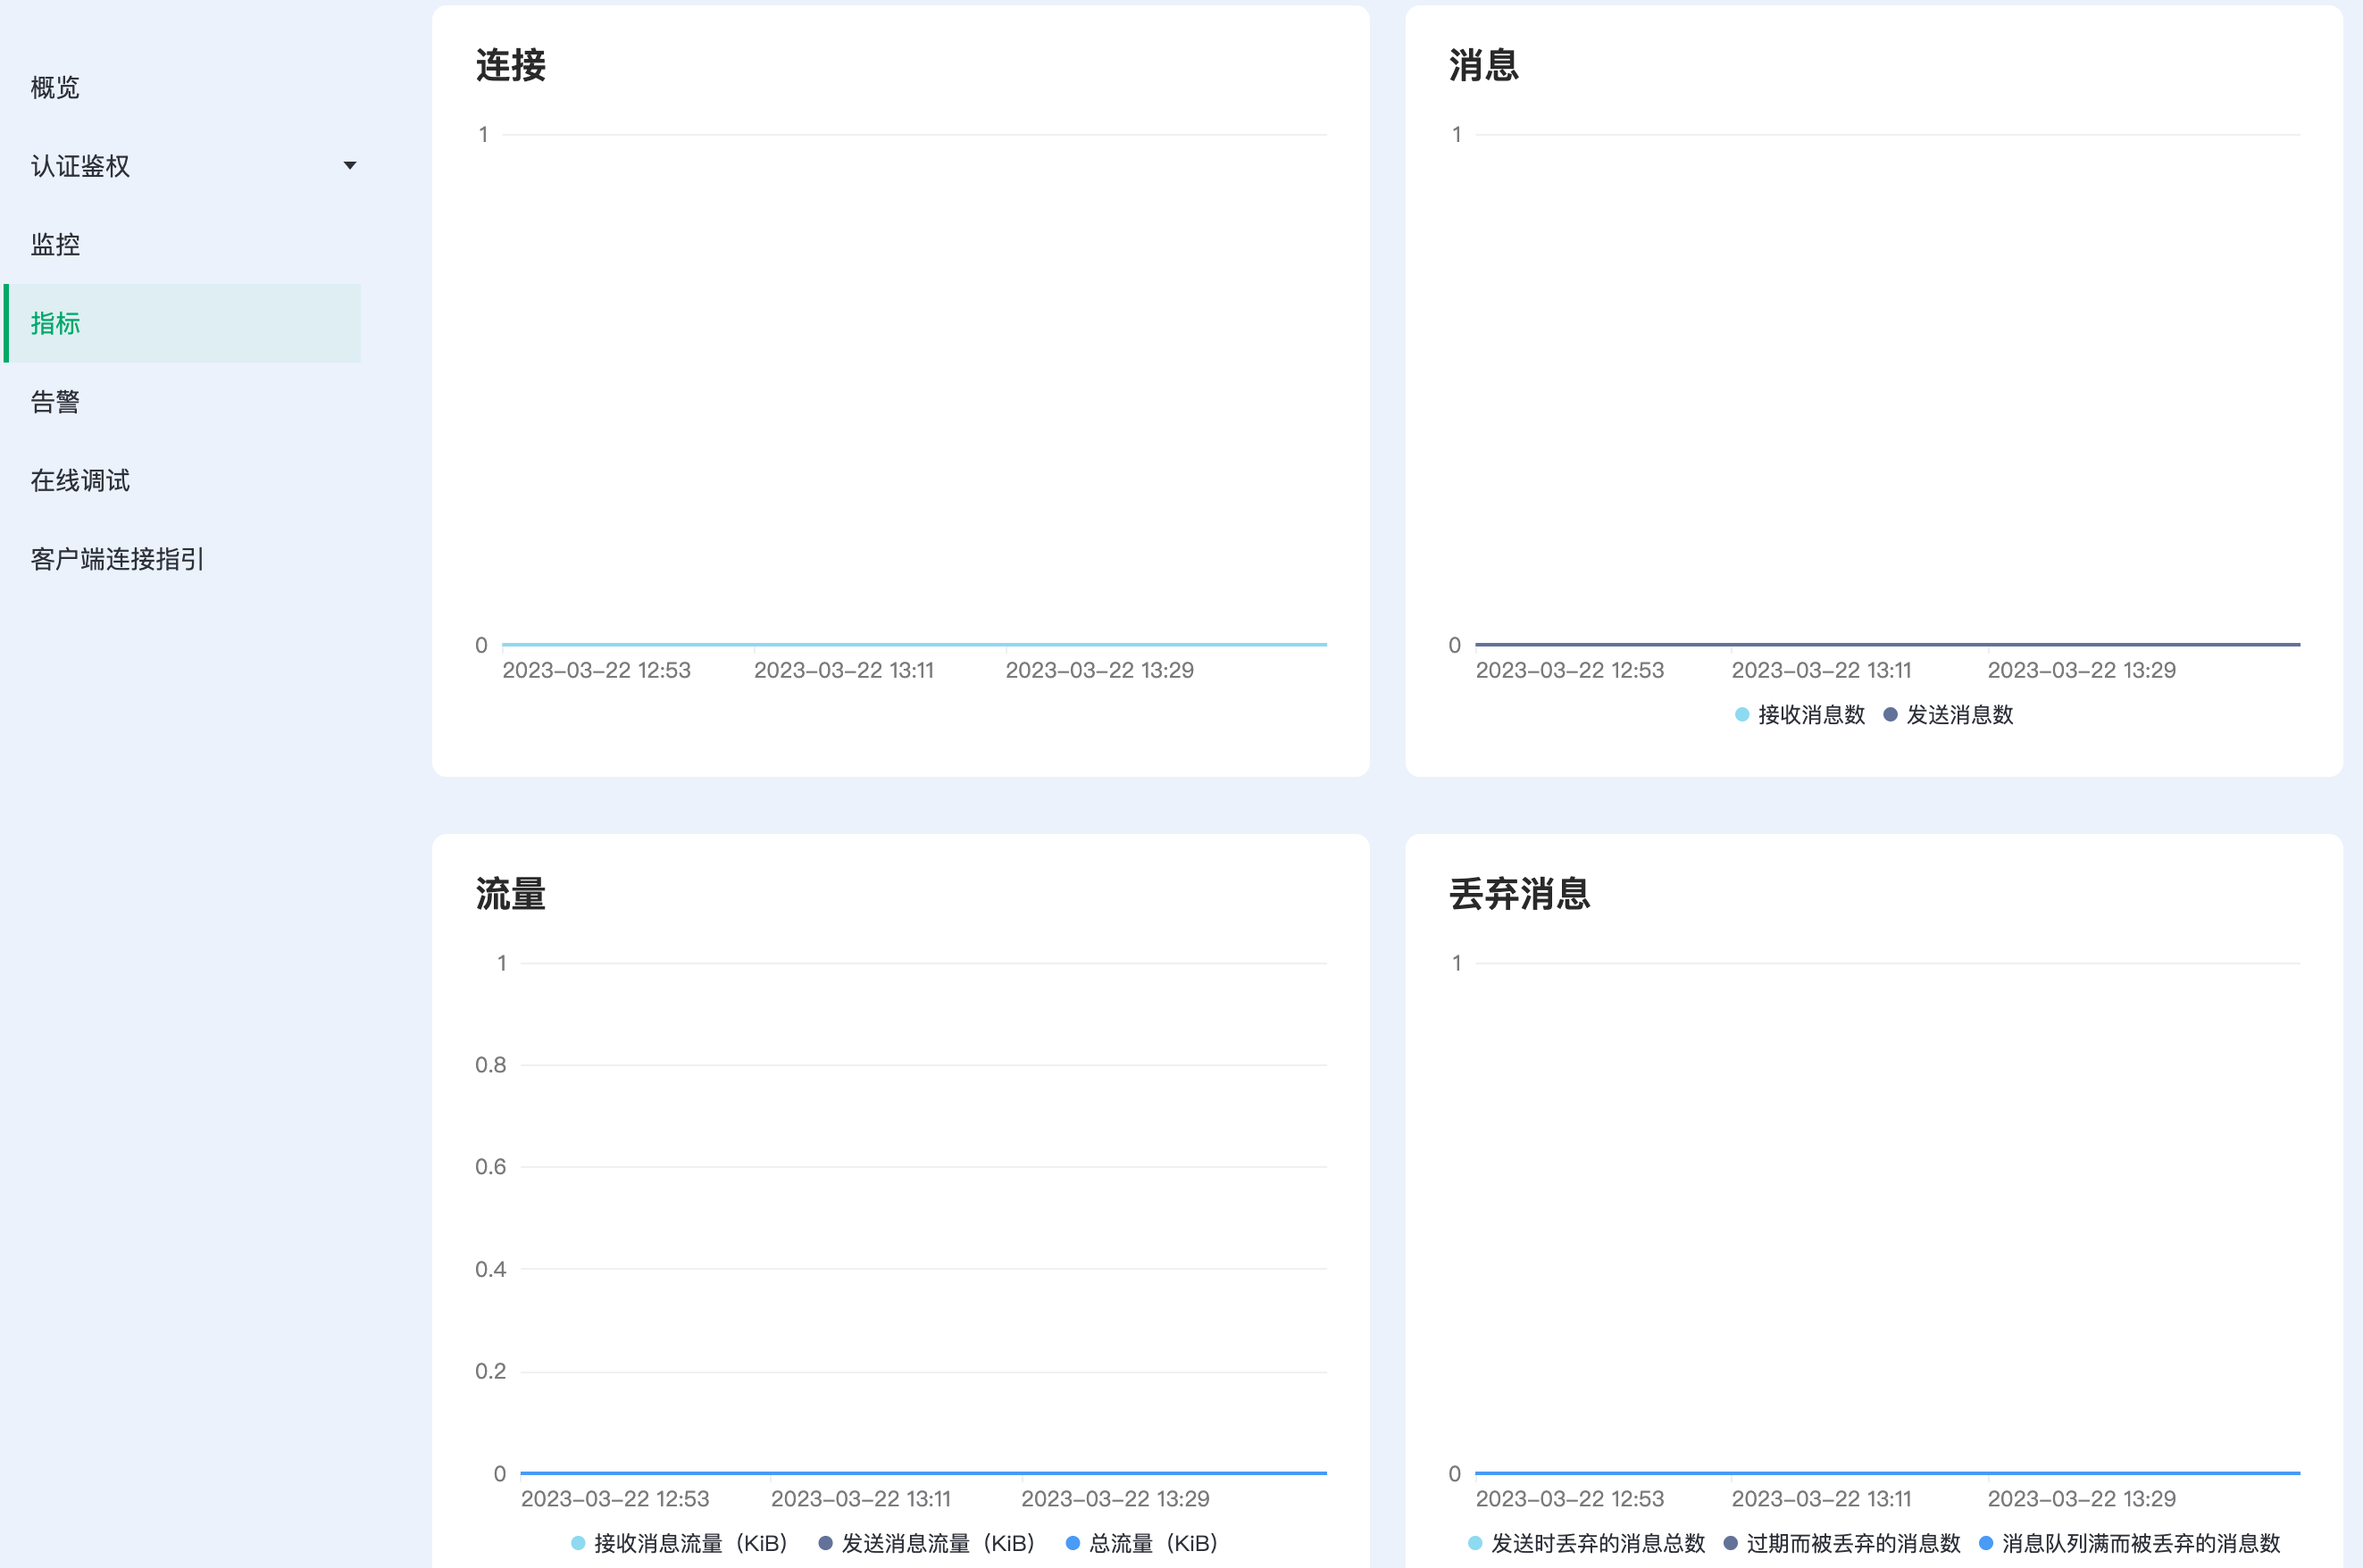 概览
认证鉴权
监控
指标
告警
在线调试
客户端连接指引
连接
1
0
2023-03-22 12:53 2023-03-22 13:11 2023-03-22 13:29
消息
1
0
2023-03-22 12:53 2023-03-22 13:11 2023-03-22 13:29
接收消息数 发送消息数
流量
1
0.8
0.6
0.4
0.2
0
2023-03-22 12:53 2023-03-22 13:11 2023-03-22 13:29
接收消息流量（KiB） 发送消息流量（KiB） 总流量（KiB）
丢弃消息
1
0
2023-03-22 12:53 2023-03-22 13:11 2023-03-22 13:29
发送时丢弃的消息总数 过期而被丢弃的消息数 消息队列满而被丢弃的消息数